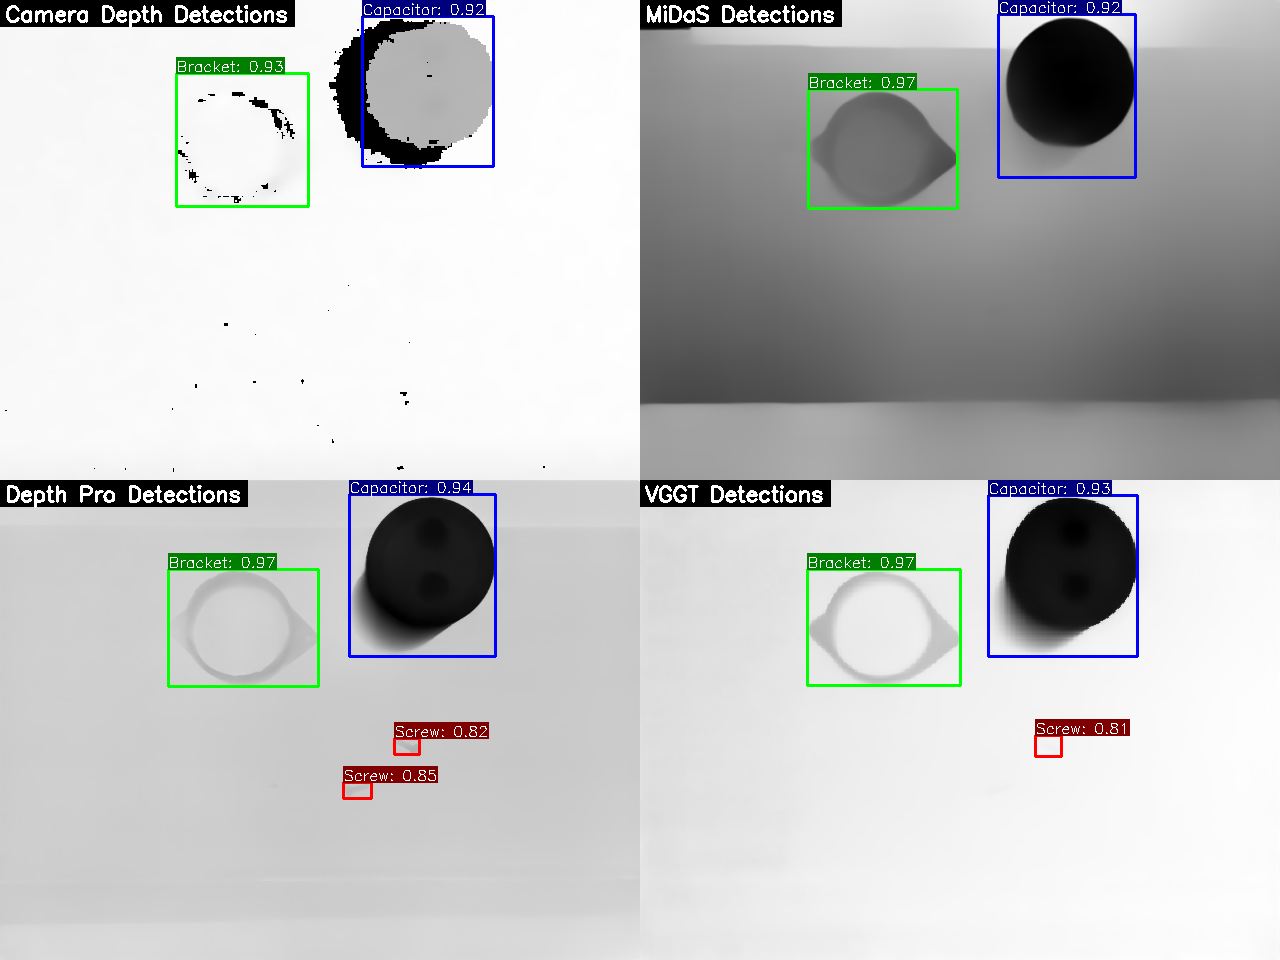 Camera Depth Detections
Capacitor: 0.92
Bracket: 0.93
MiDaS Detections
Capacitor: 0.92
Bracket: 0.97
Depth Pro Detections
Capacitor: 0.94
Bracket: 0.97
Screw: 0.82
Screw: 0.85
VGGT Detections
Capacitor: 0.93
Bracket: 0.97
Screw: 0.81